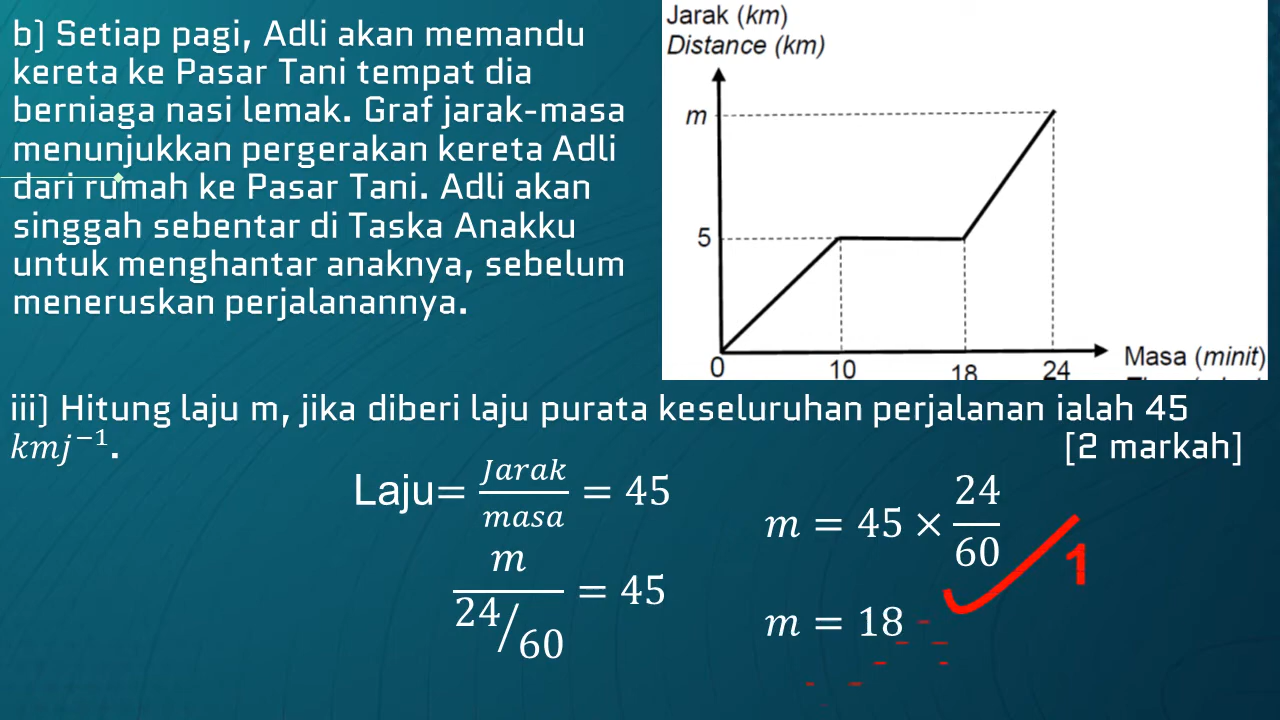 b) Setiap pagi, Adli akan memandu
kereta ke Pasar Tani tempat dia
berniaga nasi lemak. Graf jarak-masa
menunjukkan pergerakan kereta Adli
dari rumah ke Pasar Tani. Adli akan
singgah sebentar di Taska Anakku
untuk menghantar anaknya, sebelum
meneruskan perjalanannya.
Jarak (km)
Distance (km)
m
5
0 10 18 24
Masa (minit)
iii) Hitung laju m, jika diberi laju purata keseluruhan perjalanan ialah 45
kmj⁻¹.
[2 markah]
Laju= Jarak/masa = 45
m / 24/60 = 45
m = 45 × 24/60
1
m = 18